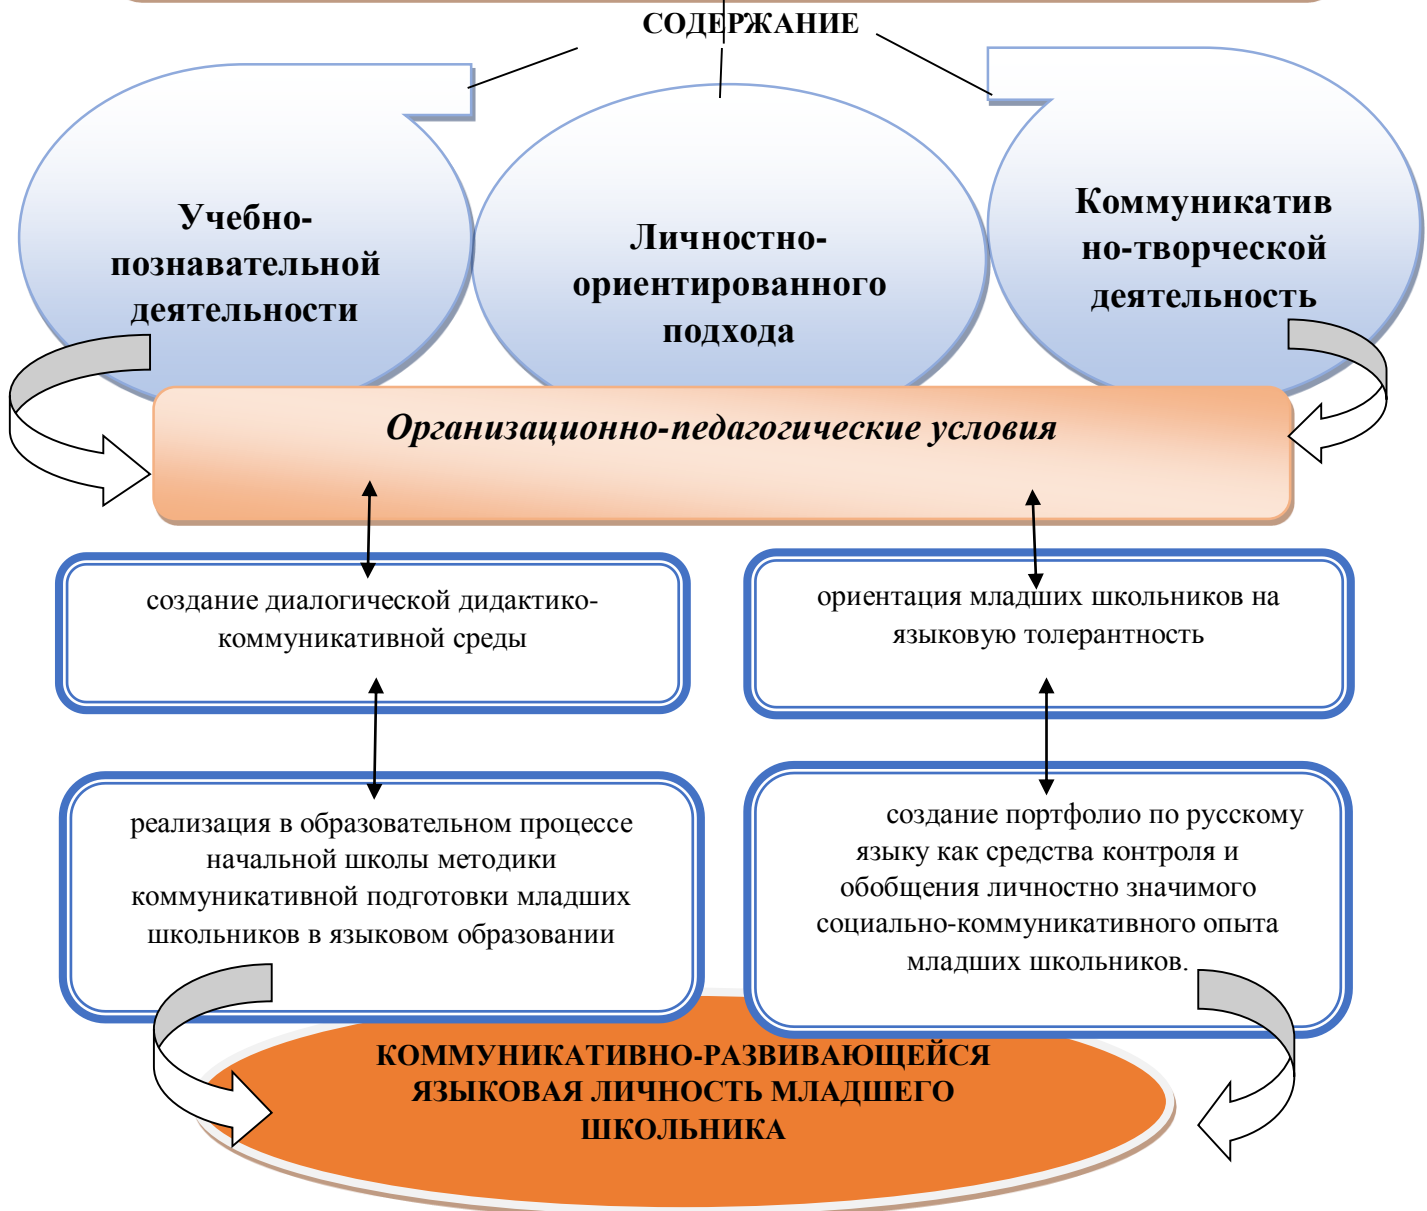 СОДЕРЖАНИЕ
Учебно-
познавательной
деятельности
Личностно-
ориентированного
подхода
Коммуникатив
но-творческой
деятельность
Организационно-педагогические условия
создание диалогической дидактико-
коммуникативной среды
ориентация младших школьников на
языковую толерантность
реализация в образовательном процессе
начальной школы методики
коммуникативной подготовки младших
школьников в языковом образовании
создание портфолио по русскому
языку как средства контроля и
обобщения личностно значимого
социально-коммуникативного опыта
младших школьников.
КОММУНИКАТИВНО-РАЗВИВАЮЩЕЙСЯ
ЯЗЫКОВАЯ ЛИЧНОСТЬ МЛАДШЕГО
ШКОЛЬНИКА